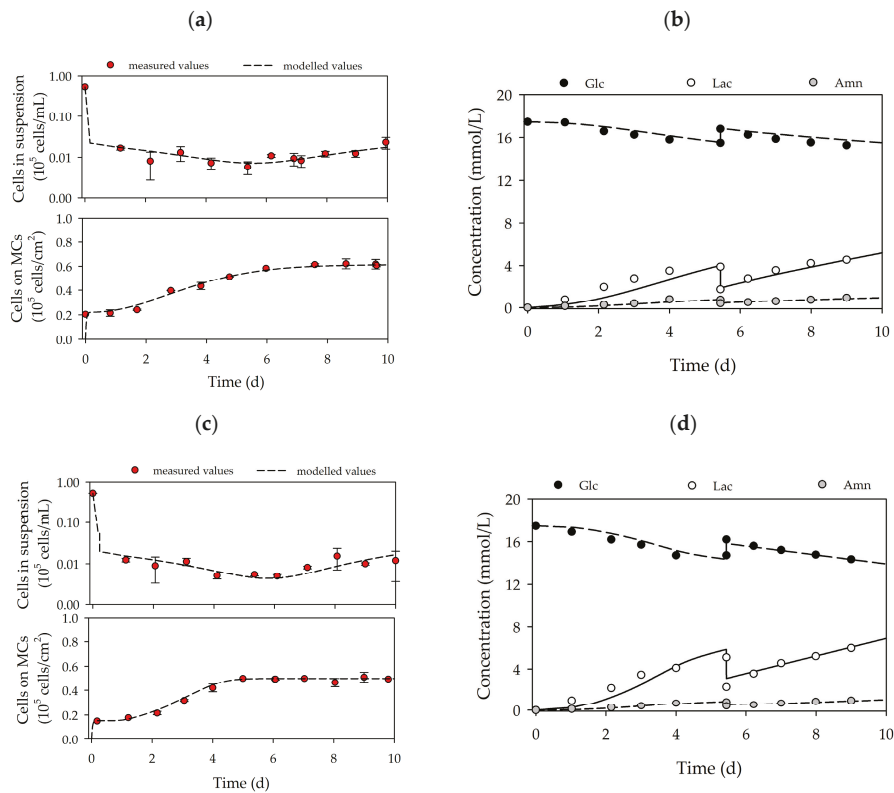 (a)
measured values modelled values
Cells in suspension
(10⁵ cells/mL)
1.00
0.10
0.01
0.00
Cells on MCs
(10⁵ cells/cm²)
1.0
0.8
0.6
0.4
0.2
0.0
0 2 4 6 8 10
Time (d)
(b)
Glc Lac Amn
Concentration (mmol/L)
20
16
12
8
4
0
0 2 4 6 8 10
Time (d)
(c)
measured values modelled values
Cells in suspension
(10⁵ cells/mL)
1.00
0.10
0.01
0.00
Cells on MCs
(10⁵ cells/cm²)
1.0
0.8
0.6
0.4
0.2
0.0
0 2 4 6 8 10
Time (d)
(d)
Glc Lac Amn
Concentration (mmol/L)
20
16
12
8
4
0
0 2 4 6 8 10
Time (d)